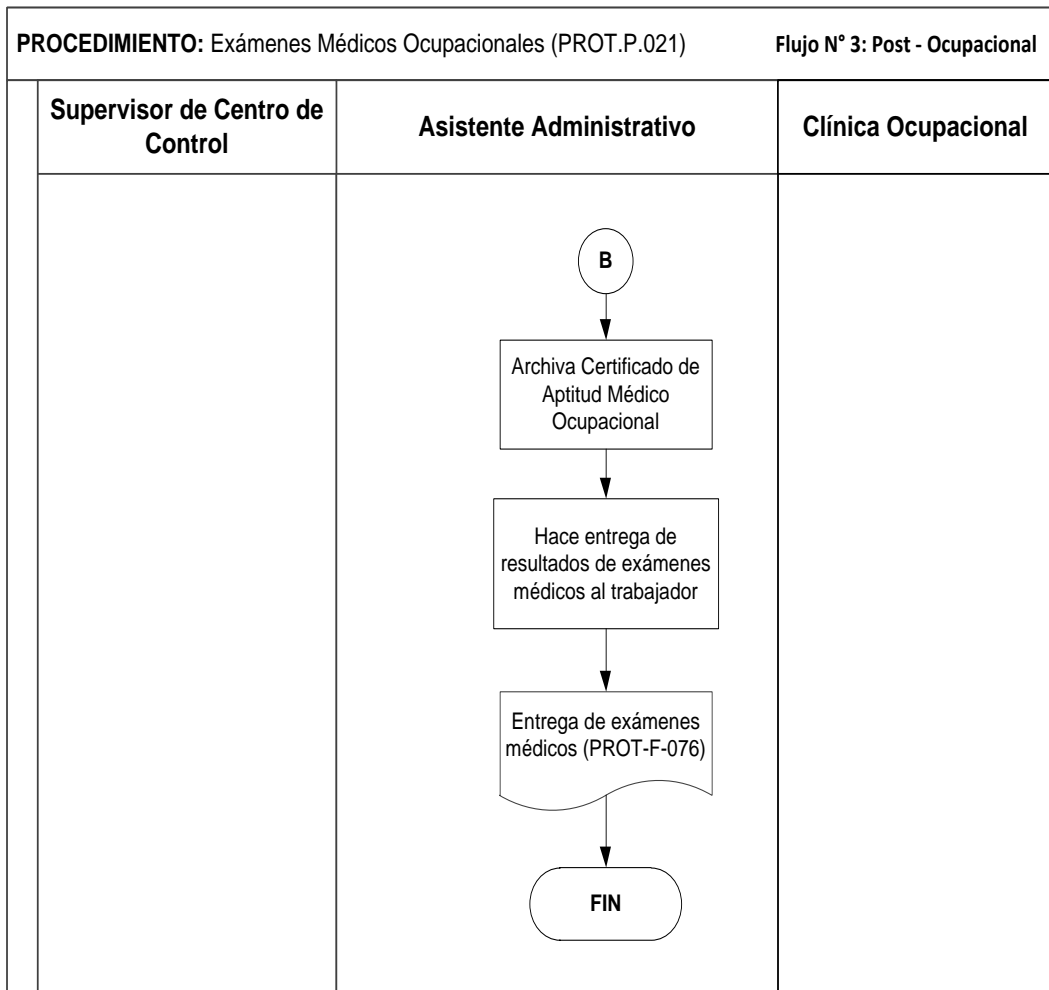 PROCEDIMIENTO: Exámenes Médicos Ocupacionales (PROT.P.021)
Flujo N° 3: Post - Ocupacional
Supervisor de Centro de
Control
Asistente Administrativo
Clínica Ocupacional
B
Archiva Certificado de
Aptitud Médico
Ocupacional
Hace entrega de
resultados de exámenes
médicos al trabajador
Entrega de exámenes
médicos (PROT-F-076)
FIN